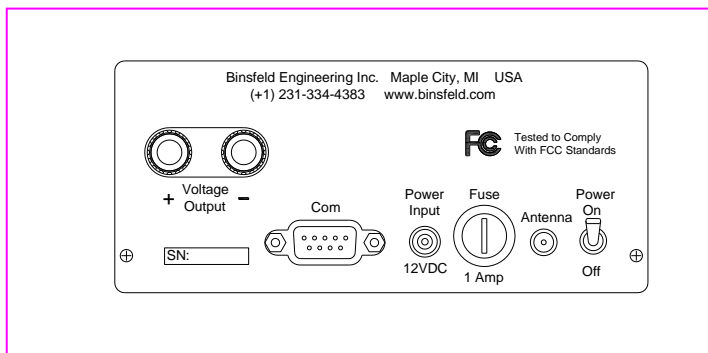 Binsfeld Engineering Inc. Maple City, MI USA
(+1) 231-334-4383 www.binsfeld.com
FC
Tested to Comply
With FCC Standards
+ Voltage Output −
Com
Power
Input
12VDC
Fuse
1 Amp
Antenna
Power
On
Off
SN: